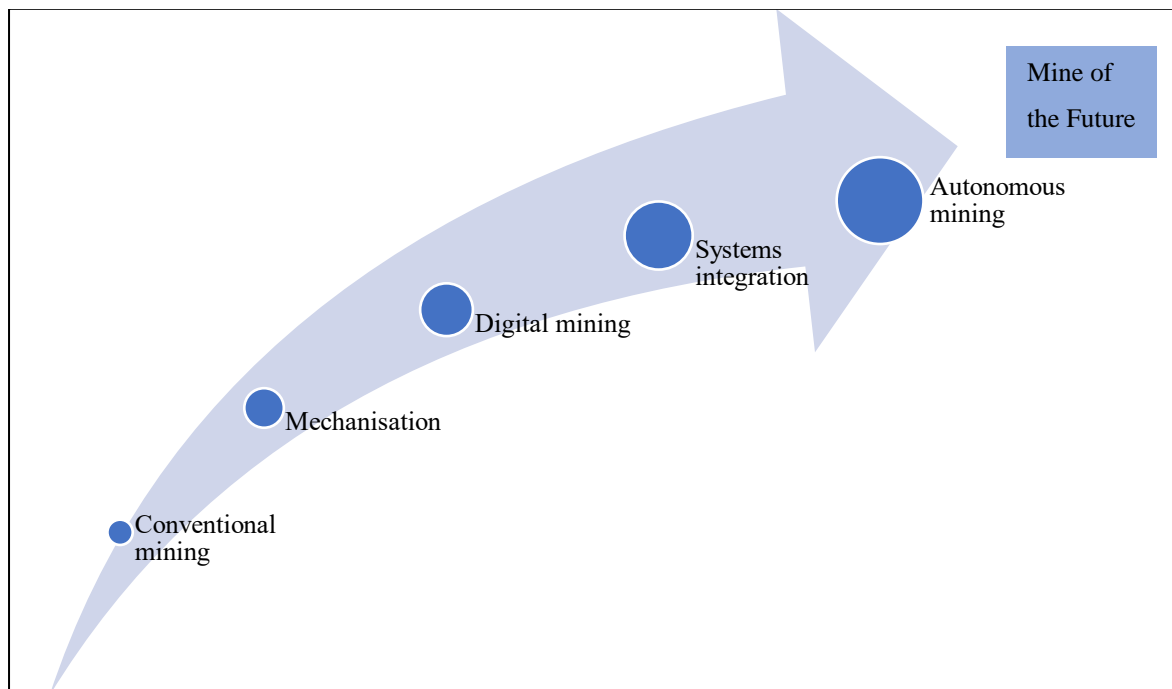 Mine of
the Future
Autonomous
mining
Systems
integration
Digital mining
Mechanisation
Conventional
mining